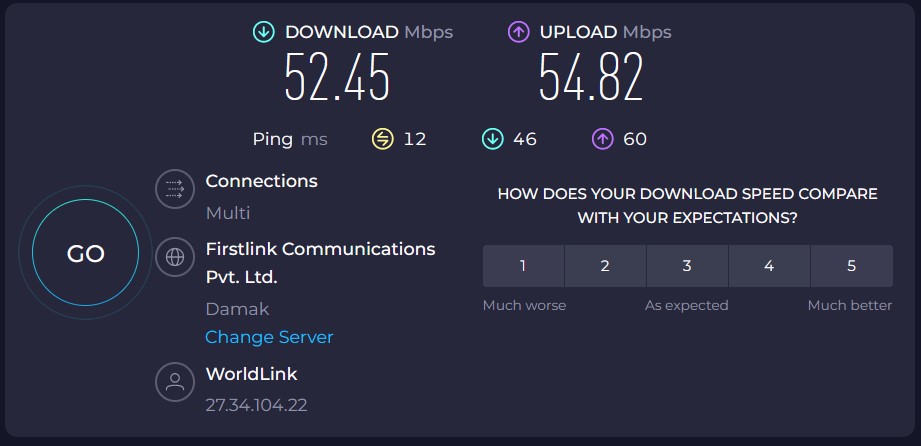 DOWNLOAD Mbps
UPLOAD Mbps
52.45
54.82
Ping ms 12 46 60
Connections
Multi
Firstlink Communications
Pvt. Ltd.
Damak
Change Server
WorldLink
27.34.104.22
GO
HOW DOES YOUR DOWNLOAD SPEED COMPARE
WITH YOUR EXPECTATIONS?
1 2 3 4 5
Much worse As expected Much better